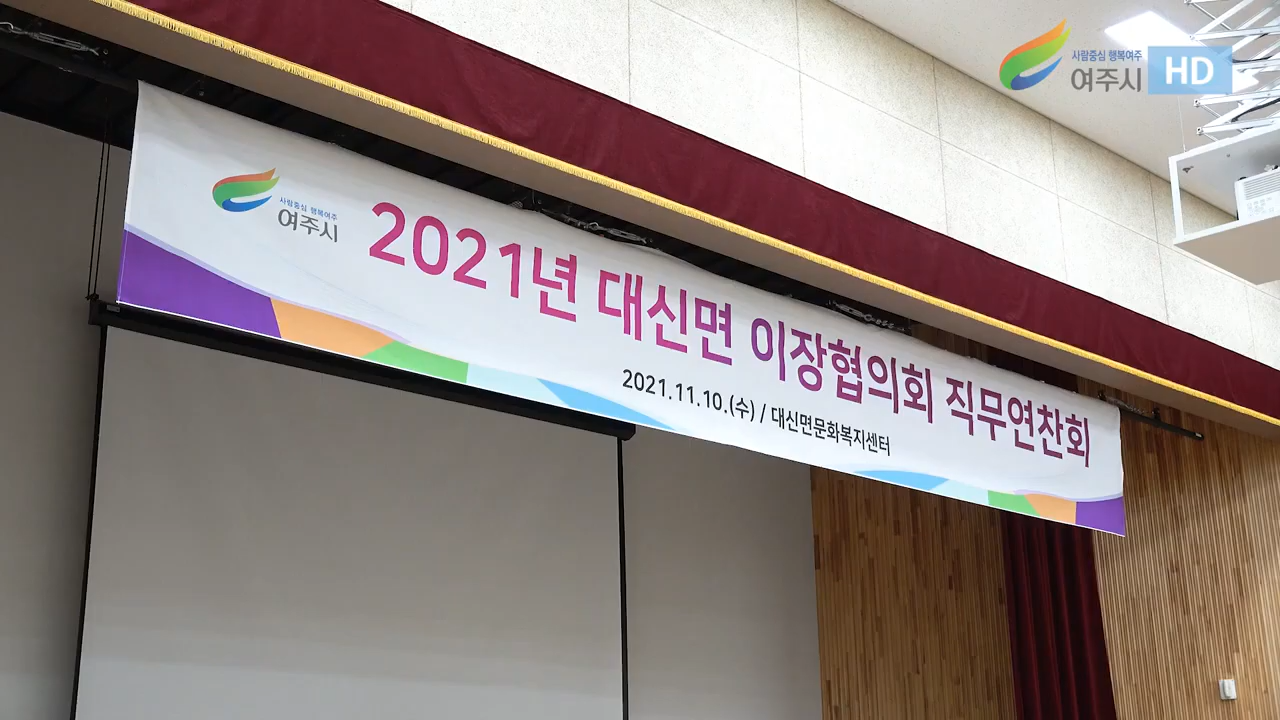 사람중심 행복여주
여주시 HD
사람중심 행복여주
여주시
2021년 대신면 이장협의회 직무연찬회
2021.11.10.(수) / 대신면문화복지센터